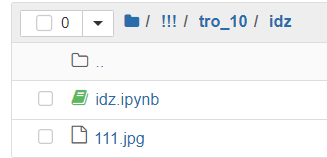 0 / !!! / tro_10 / idz
..
idz.ipynb
111.jpg